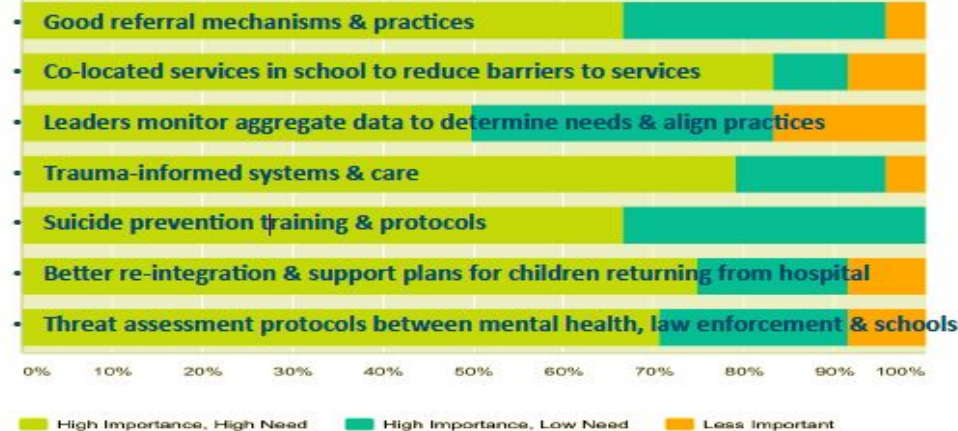 • Good referral mechanisms & practices
• Co-located services in school to reduce barriers to services
• Leaders monitor aggregate data to determine needs & align practices
• Trauma-informed systems & care
• Suicide prevention training & protocols
• Better re-integration & support plans for children returning from hospital
• Threat assessment protocols between mental health, law enforcement & schools
0% 10% 20% 30% 40% 50% 60% 70% 80% 90% 100%
High Importance, High Need High Importance, Low Need Less Important